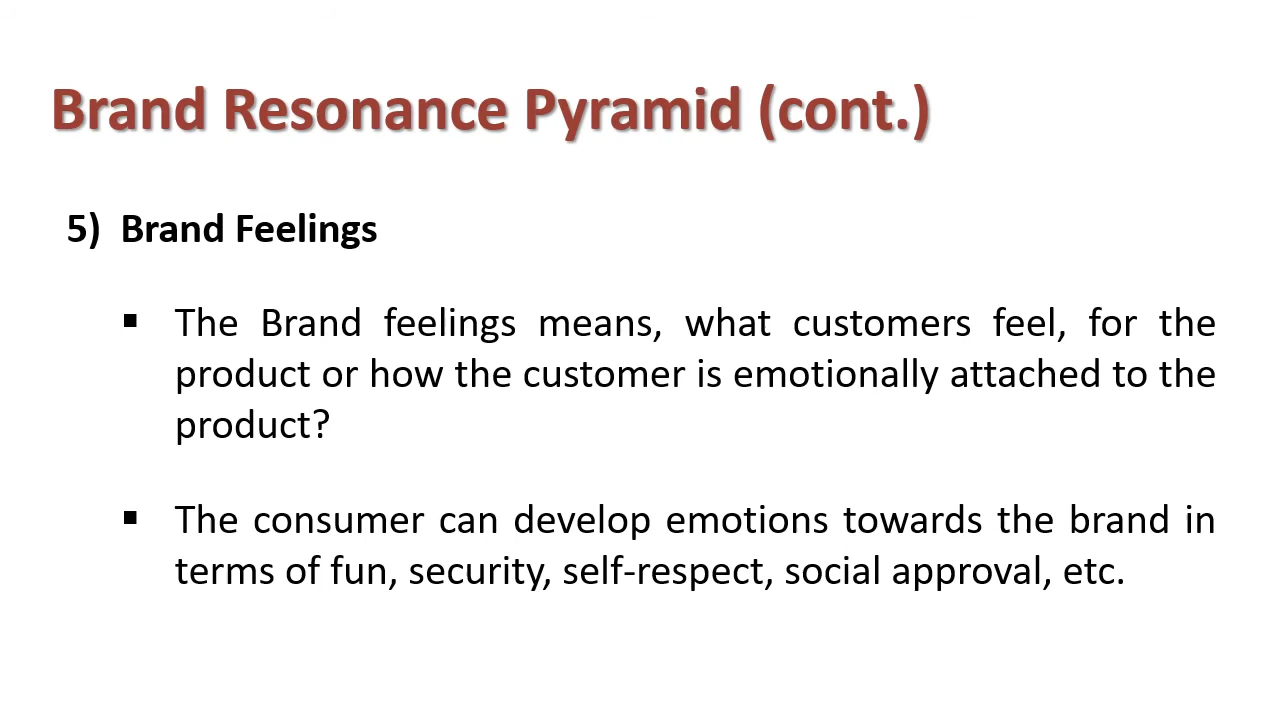 Brand Resonance Pyramid (cont.)
5) Brand Feelings
▪ The Brand feelings means, what customers feel, for the
product or how the customer is emotionally attached to the
product?
▪ The consumer can develop emotions towards the brand in
terms of fun, security, self-respect, social approval, etc.